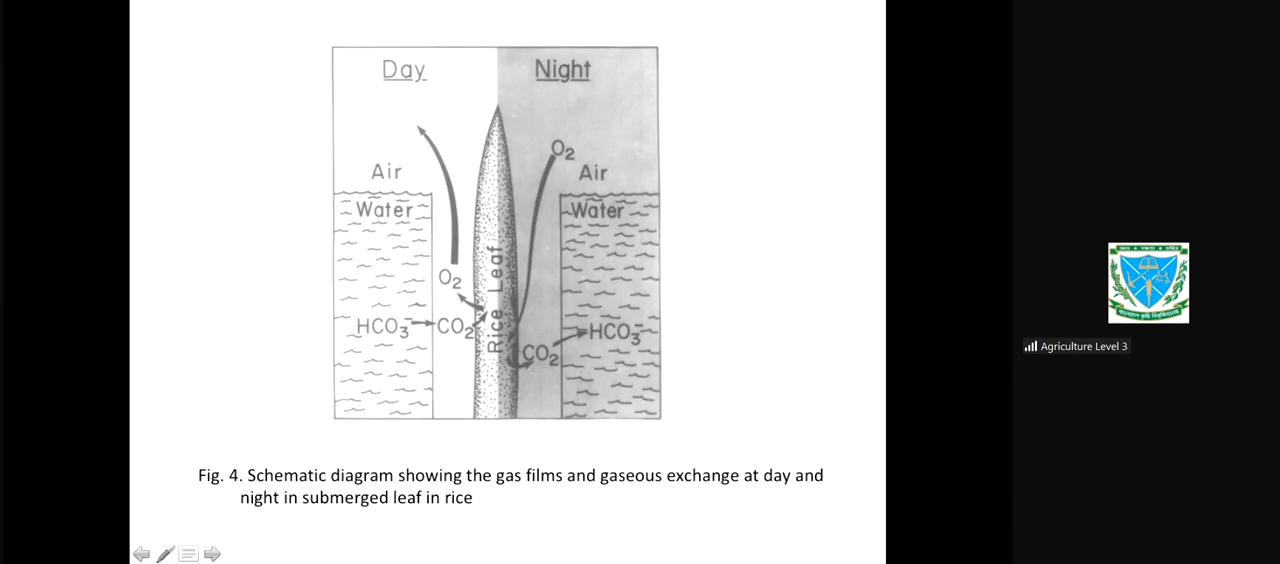 Day
Night
O₂
Air
Air
Water
Water
Rice Leaf
O₂
HCO₃⁻
CO₂
HCO₃⁻
CO₂
Agriculture Level 3
Fig. 4. Schematic diagram showing the gas films and gaseous exchange at day and
night in submerged leaf in rice